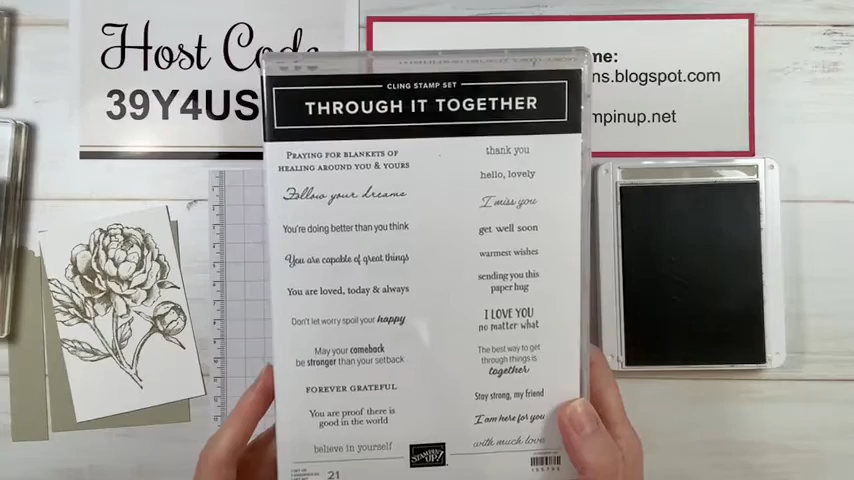 Host Code
39Y4US
me:
ns.blogspot.com
mpinup.net
CLING STAMP SET
THROUGH IT TOGETHER
PRAYING FOR BLANKETS OF
HEALING AROUND YOU & YOURS
Follow your dreams
You're doing better than you think
You are capable of great things
You are loved, today & always
Don't let worry spoil your happy
May your comeback
be stronger than your setback
FOREVER GRATEFUL
You are proof there is
good in the world
believe in yourself
thank you
hello, lovely
I miss you
get well soon
warmest wishes
sending you this
paper hug
I LOVE YOU
no matter what
The best way to get
through things is
together
Stay strong, my friend
I am here for you
with much love
STAMPIN' UP!
21